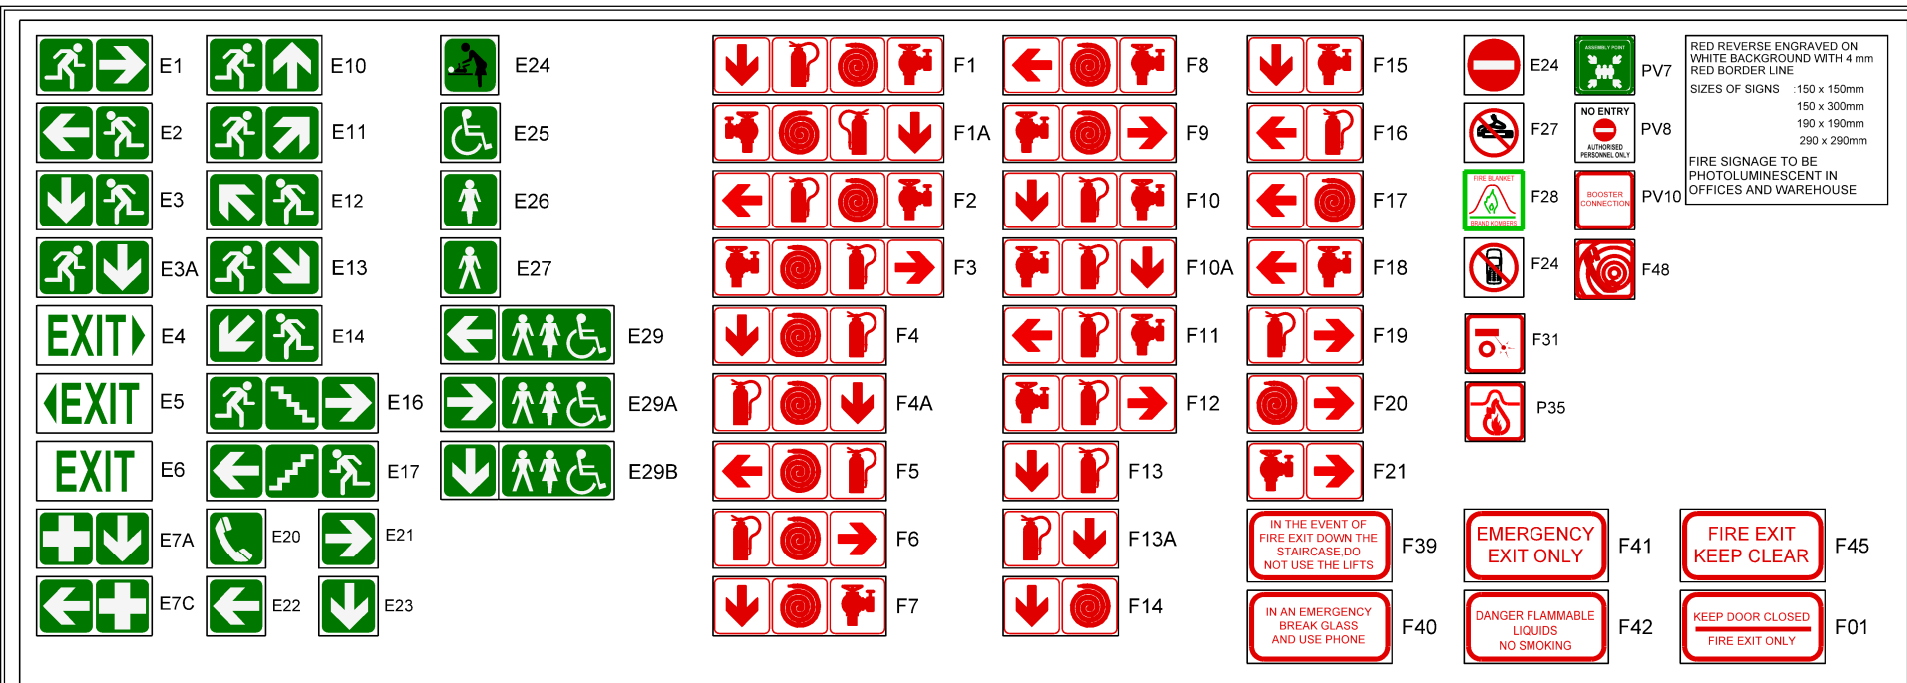 E1
E2
E3
E3A
EXIT
E4
EXIT
E5
EXIT
E6
E7A
E7C
E10
E11
E12
E13
E14
E16
E17
E20
E21
E22
E23
E24
E25
E26
E27
E29
E29A
E29B
F1
F1A
F2
F3
F4
F4A
F5
F6
F7
F8
F9
F10
F10A
F11
F12
F13
F13A
F14
F15
F16
F17
F18
F19
F20
F21
IN THE EVENT OF
FIRE EXIT DOWN THE
STAIRCASE,DO
NOT USE THE LIFTS
F39
IN AN EMERGENCY
BREAK GLASS
AND USE PHONE
F40
E24
F27
FIRE BLANKET
BRAND KOMBERS
F28
F24
F31
P35
EMERGENCY
EXIT ONLY
F41
DANGER FLAMMABLE
LIQUIDS
NO SMOKING
F42
ASSEMBLY POINT
PV7
NO ENTRY
AUTHORISED
PERSONNEL ONLY
PV8
BOOSTER
CONNECTION
PV10
F48
FIRE EXIT
KEEP CLEAR
F45
KEEP DOOR CLOSED
FIRE EXIT ONLY
F01
RED REVERSE ENGRAVED ON
WHITE BACKGROUND WITH 4 mm
RED BORDER LINE
SIZES OF SIGNS :150 x 150mm
150 x 300mm
190 x 190mm
290 x 290mm
FIRE SIGNAGE TO BE
PHOTOLUMINESCENT IN
OFFICES AND WAREHOUSE